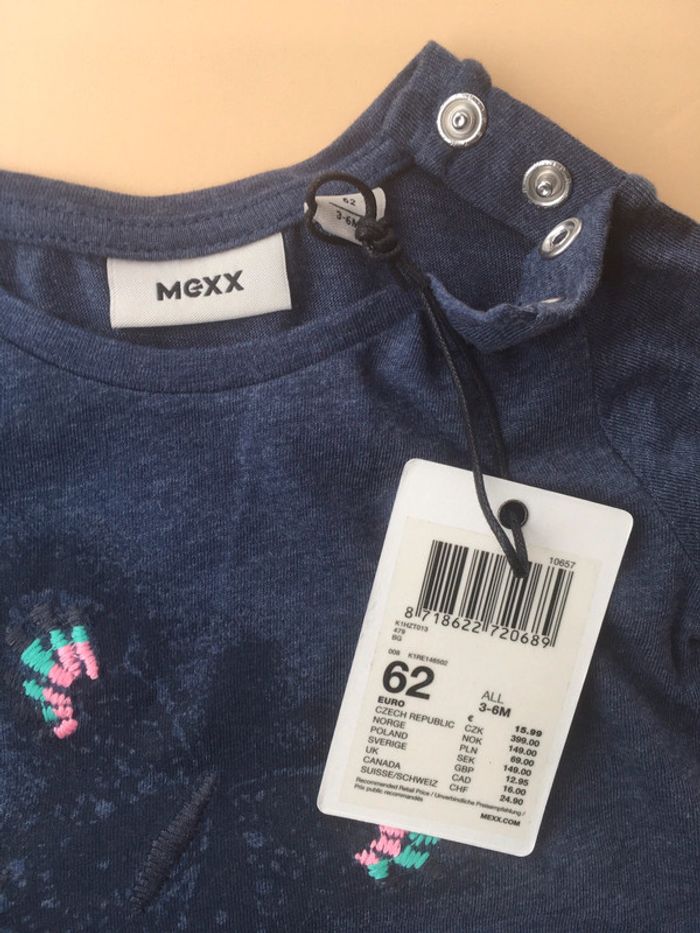 62
3-6M
MEXX
10657
8 718622 720689
K1HZT013
479
BG
008 K1RE146502
62
ALL
3-6M
EURO € 15.99
CZECH REPUBLIC CZK 399.00
NORGE NOK 149.00
POLAND PLN 69.00
SVERIGE SEK 149.00
UK GBP 12.95
CANADA CAD 16.00
SUISSE/SCHWEIZ CHF 24.90
Recommended Retail Price / Unverbindliche Preisempfehlung /
Prix public recommandés
MEXX.COM